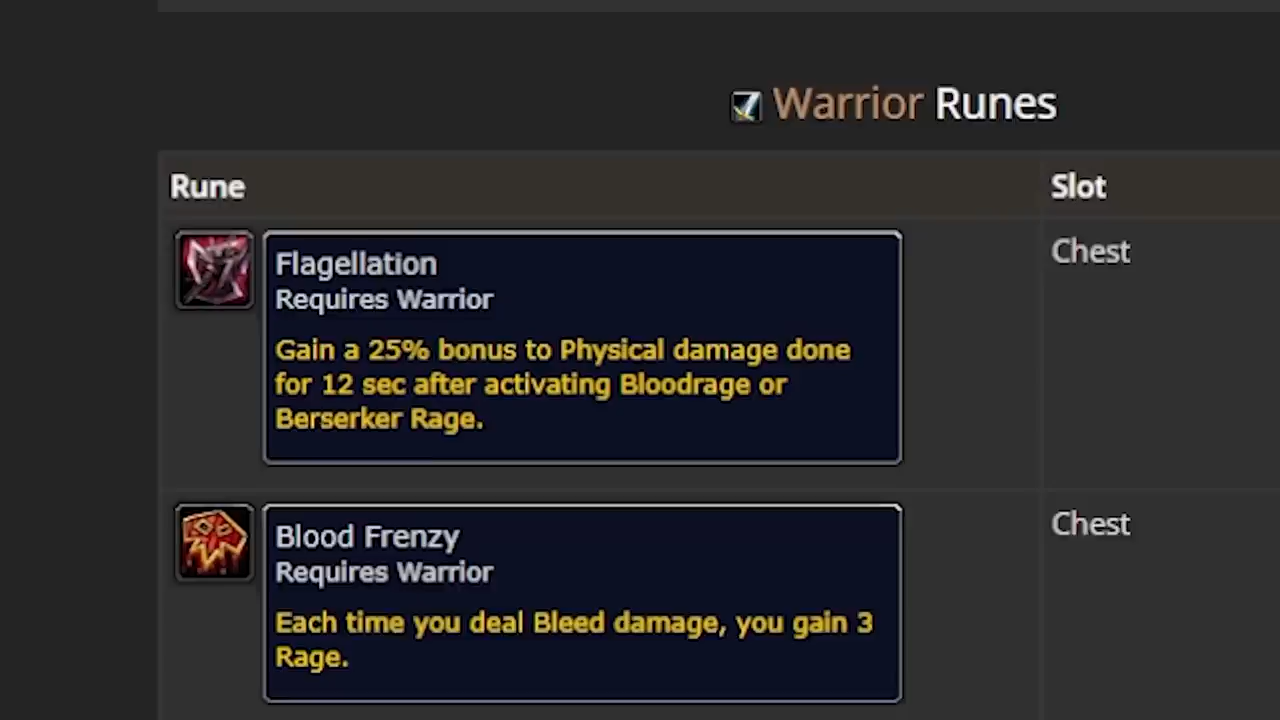 Warrior Runes
Rune
Slot
Flagellation
Requires Warrior
Gain a 25% bonus to Physical damage done
for 12 sec after activating Bloodrage or
Berserker Rage.
Chest
Blood Frenzy
Requires Warrior
Each time you deal Bleed damage, you gain 3
Rage.
Chest